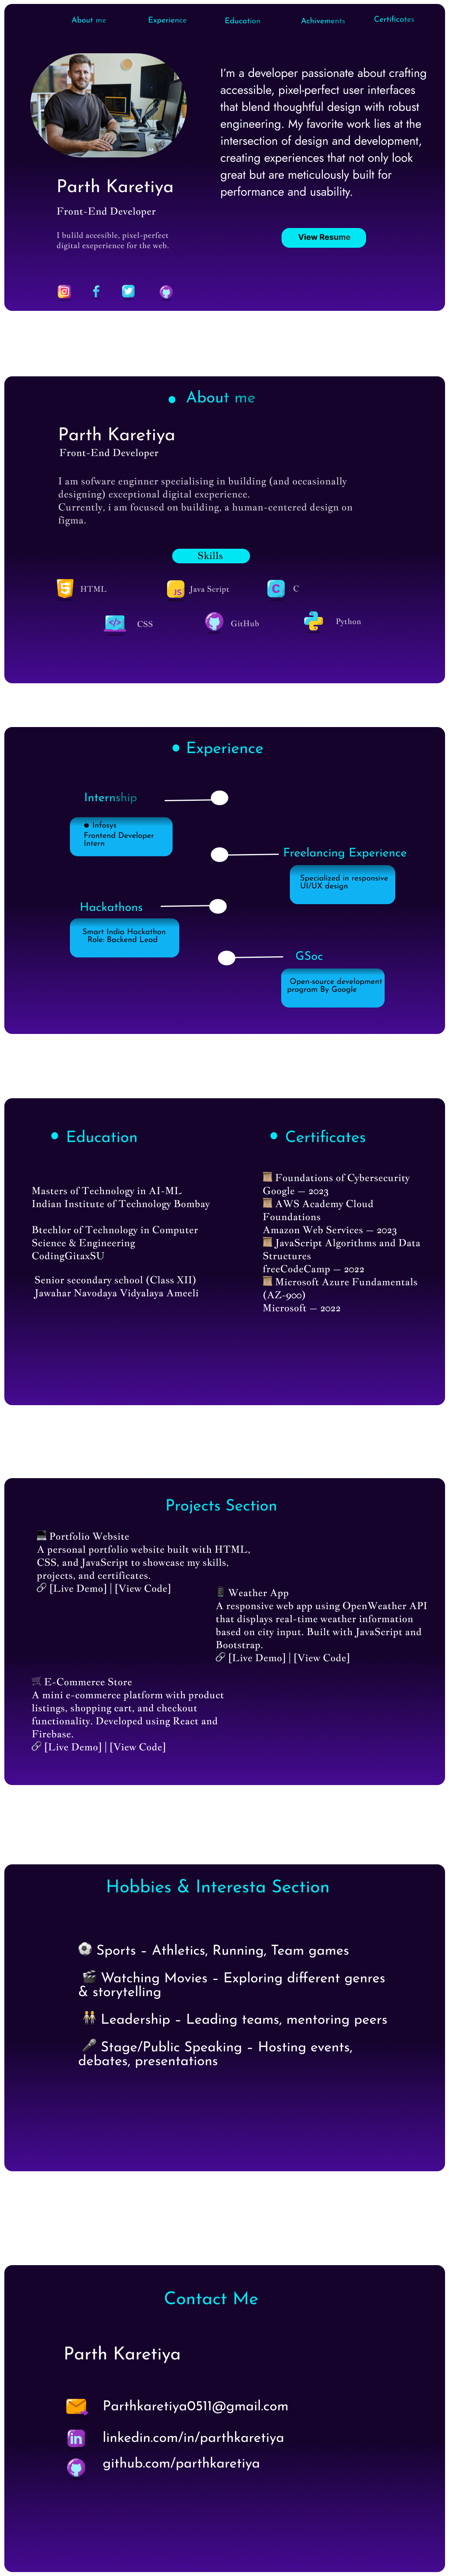 About me
Experience
Education
Achivements
Certificates
I'm a developer passionate about crafting
accessible, pixel-perfect user interfaces
that blend thoughtful design with robust
engineering. My favorite work lies at the
intersection of design and development,
creating experiences that not only look
great but are meticulously built for
performance and usability.
Parth Karetiya
Front-End Developer
I bulild accesible, pixel-perfect
digital exeperience for the web.
View Resume
About me
Parth Karetiya
Front-End Developer
I am sofware enginner specialising in building (and occasionally
designing) exceptional digital exeperience.
Currently, i am focused on building, a human-centered design on
figma.
Skills
HTML
JS
Java Script
C
C
</>
CSS
GitHub
Python
Experience
Internship
Infosys
Frontend Developer
Intern
Freelancing Experience
Specialized in responsive
UI/UX design
Hackathons
Smart India Hackathon
Role: Backend Lead
GSoc
Open-source development
program By Google
Education
Masters of Technology in AI-ML
Indian Institute of Technology Bombay
Btechlor of Technology in Computer
Science & Engineering
CodingGitaxSU
Senior secondary school (Class XII)
Jawahar Navodaya Vidyalaya Ameeli
Certificates
📜 Foundations of Cybersecurity
Google – 2023
📜 AWS Academy Cloud
Foundations
Amazon Web Services – 2023
📜 JavaScript Algorithms and Data
Structures
freeCodeCamp – 2022
📜 Microsoft Azure Fundamentals
(AZ-900)
Microsoft – 2022
Projects Section
💻 Portfolio Website
A personal portfolio website built with HTML,
CSS, and JavaScript to showcase my skills,
projects, and certificates.
🔗 [Live Demo] | [View Code]
📱 Weather App
A responsive web app using OpenWeather API
that displays real-time weather information
based on city input. Built with JavaScript and
Bootstrap.
🔗 [Live Demo] | [View Code]
🛒 E-Commerce Store
A mini e-commerce platform with product
listings, shopping cart, and checkout
functionality. Developed using React and
Firebase.
🔗 [Live Demo] | [View Code]
Hobbies & Interesta Section
⚽ Sports – Athletics, Running, Team games
🎬 Watching Movies – Exploring different genres
& storytelling
🧑‍🤝‍🧑 Leadership – Leading teams, mentoring peers
🎤 Stage/Public Speaking – Hosting events,
debates, presentations
Contact Me
Parth Karetiya
Parthkaretiya0511@gmail.com
in
linkedin.com/in/parthkaretiya
github.com/parthkaretiya